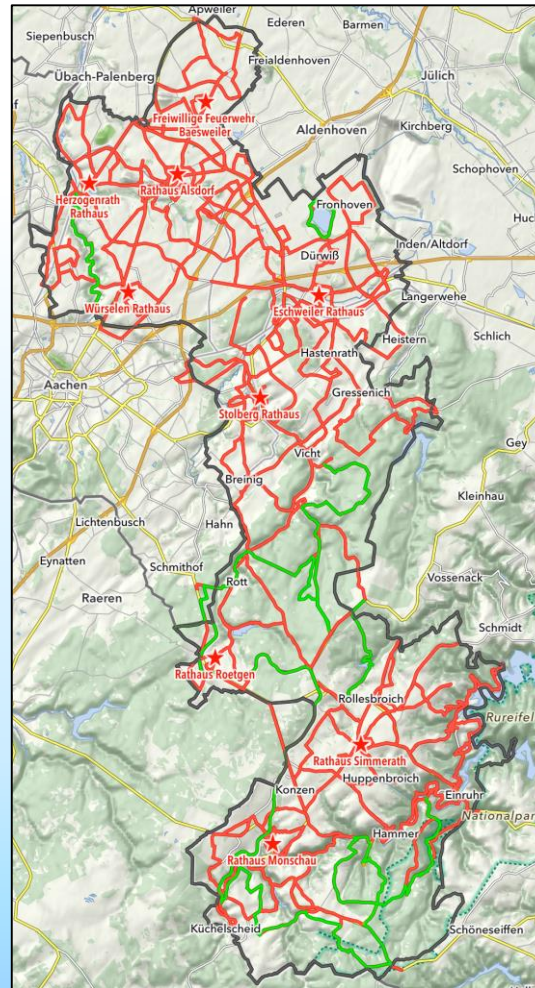 Apweiler
Ederen
Barmen
Siepenbusch
Freialdenhoven
Übach-Palenberg
Jülich
Freiwillige Feuerwehr
Baesweiler
Aldenhoven
Kirchberg
Rathaus Alsdorf
Schophoven
Herzogenrath
Rathaus
Fronhoven
Inden/Altdorf
Dürwiß
Würselen Rathaus
Eschweiler Rathaus
Langerwehe
Heistern
Schlich
Hastenrath
Aachen
Gressenich
Stolberg Rathaus
Gey
Vicht
Breinig
Kleinhau
Lichtenbusch
Hahn
Eynatten
Schmithof
Raeren
Rott
Vossenack
Schmidt
Rathaus Roetgen
Rollesbroich
Rureifel
Rathaus Simmerath
Huppenbroich
Konzen
Einruhr
Hammer
Rathaus Monschau
Küchelscheid
Schöneseiffen